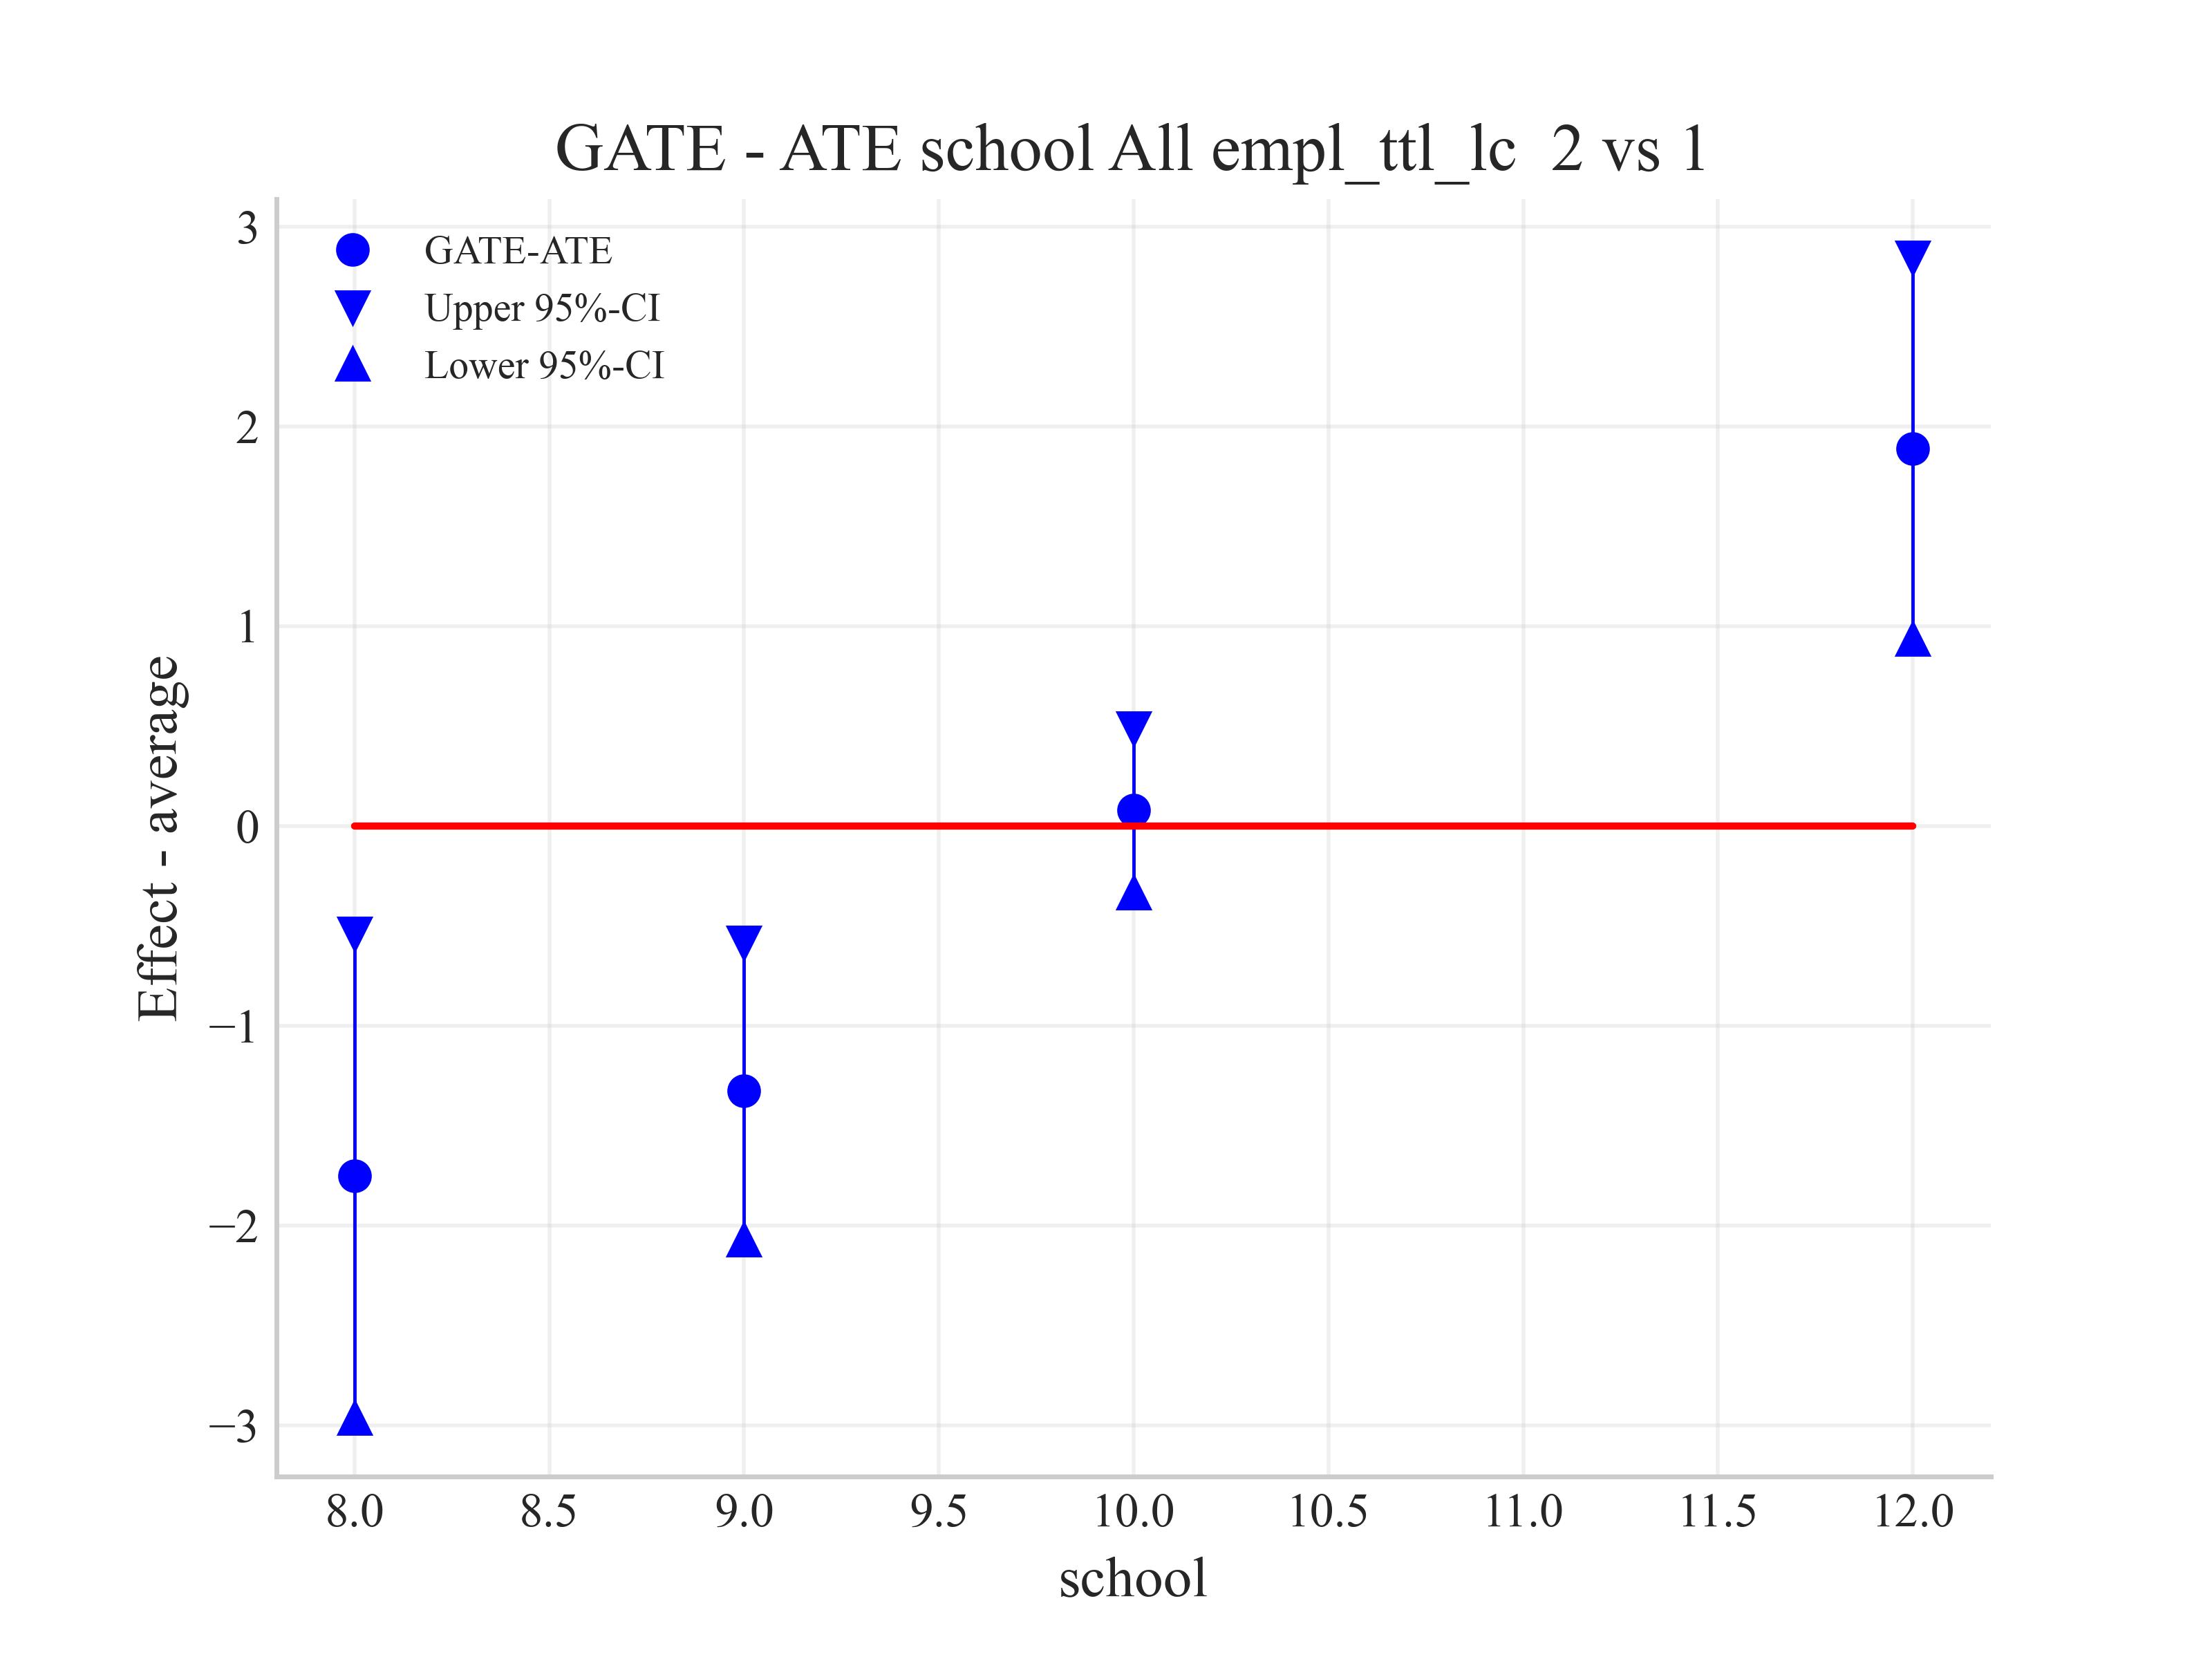 GATE - ATE school All empl_ttl_lc 2 vs 1
GATE-ATE
Upper 95%-CI
Lower 95%-CI
3
2
1
0
−1
−2
−3
Effect - average
8.0 8.5 9.0 9.5 10.0 10.5 11.0 11.5 12.0
school